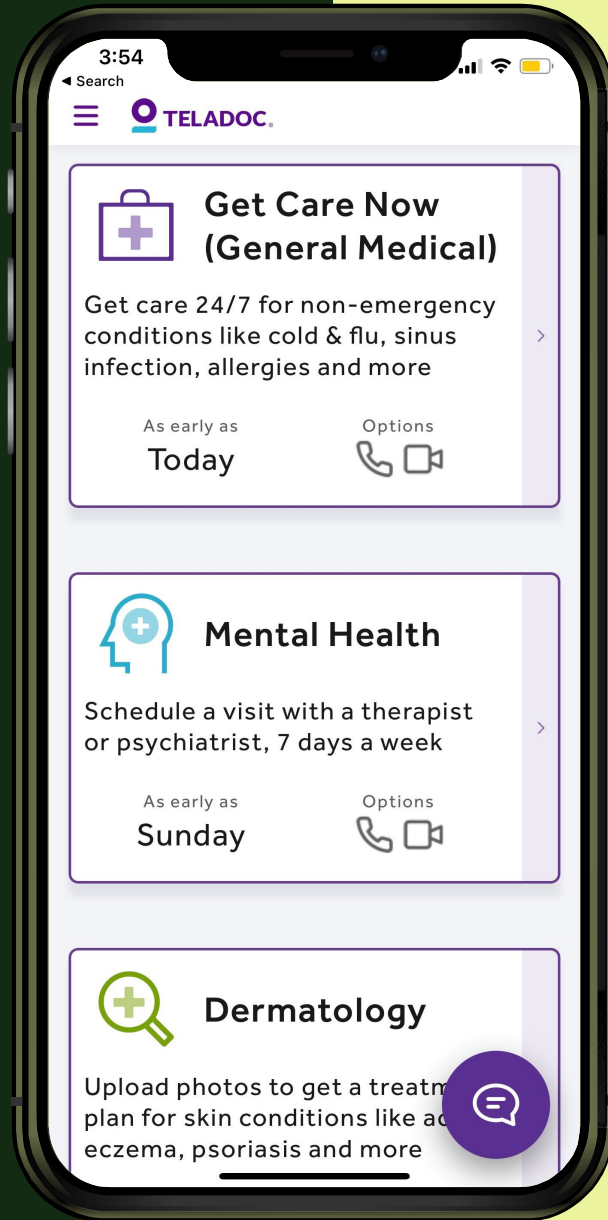 3:54
Search
TELADOC.
Get Care Now
(General Medical)
Get care 24/7 for non-emergency
conditions like cold & flu, sinus
infection, allergies and more
As early as
Options
Today
Mental Health
Schedule a visit with a therapist
or psychiatrist, 7 days a week
As early as
Options
Sunday
Dermatology
Upload photos to get a
plan for skin conditions like
eczema, psoriasis and more